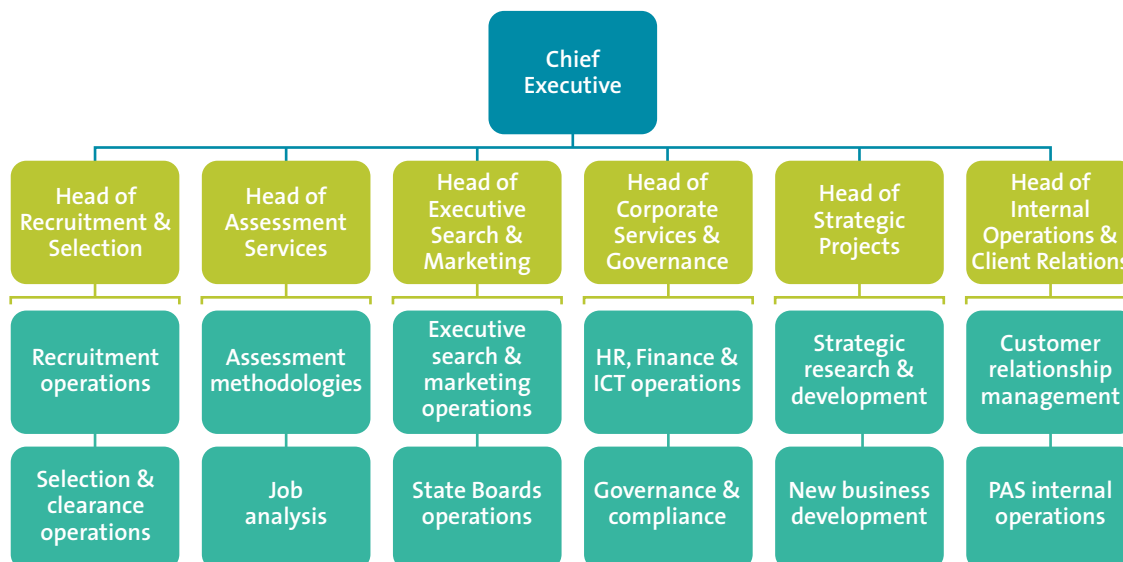 Chief
Executive
Head of
Recruitment &
Selection
Head of
Assessment
Services
Head of
Executive
Search &
Marketing
Head of
Corporate
Services &
Governance
Head of
Strategic
Projects
Head of
Internal
Operations &
Client Relations
Recruitment
operations
Assessment
methodologies
Executive
search &
marketing
operations
HR, Finance &
ICT operations
Strategic
research &
development
Customer
relationship
management
Selection &
clearance
operations
Job
analysis
State Boards
operations
Governance &
compliance
New business
development
PAS internal
operations